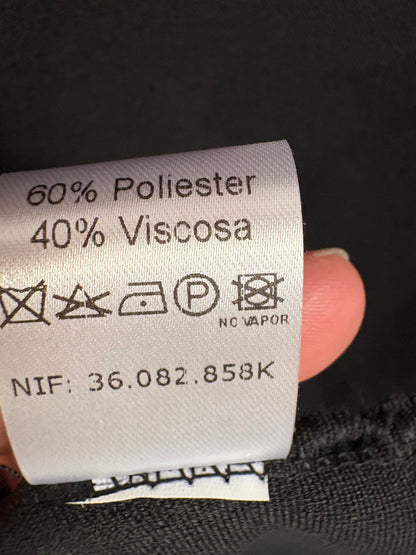 60% Poliester
40% Viscosa
P
NO VAPOR
NIF: 36.082.858K